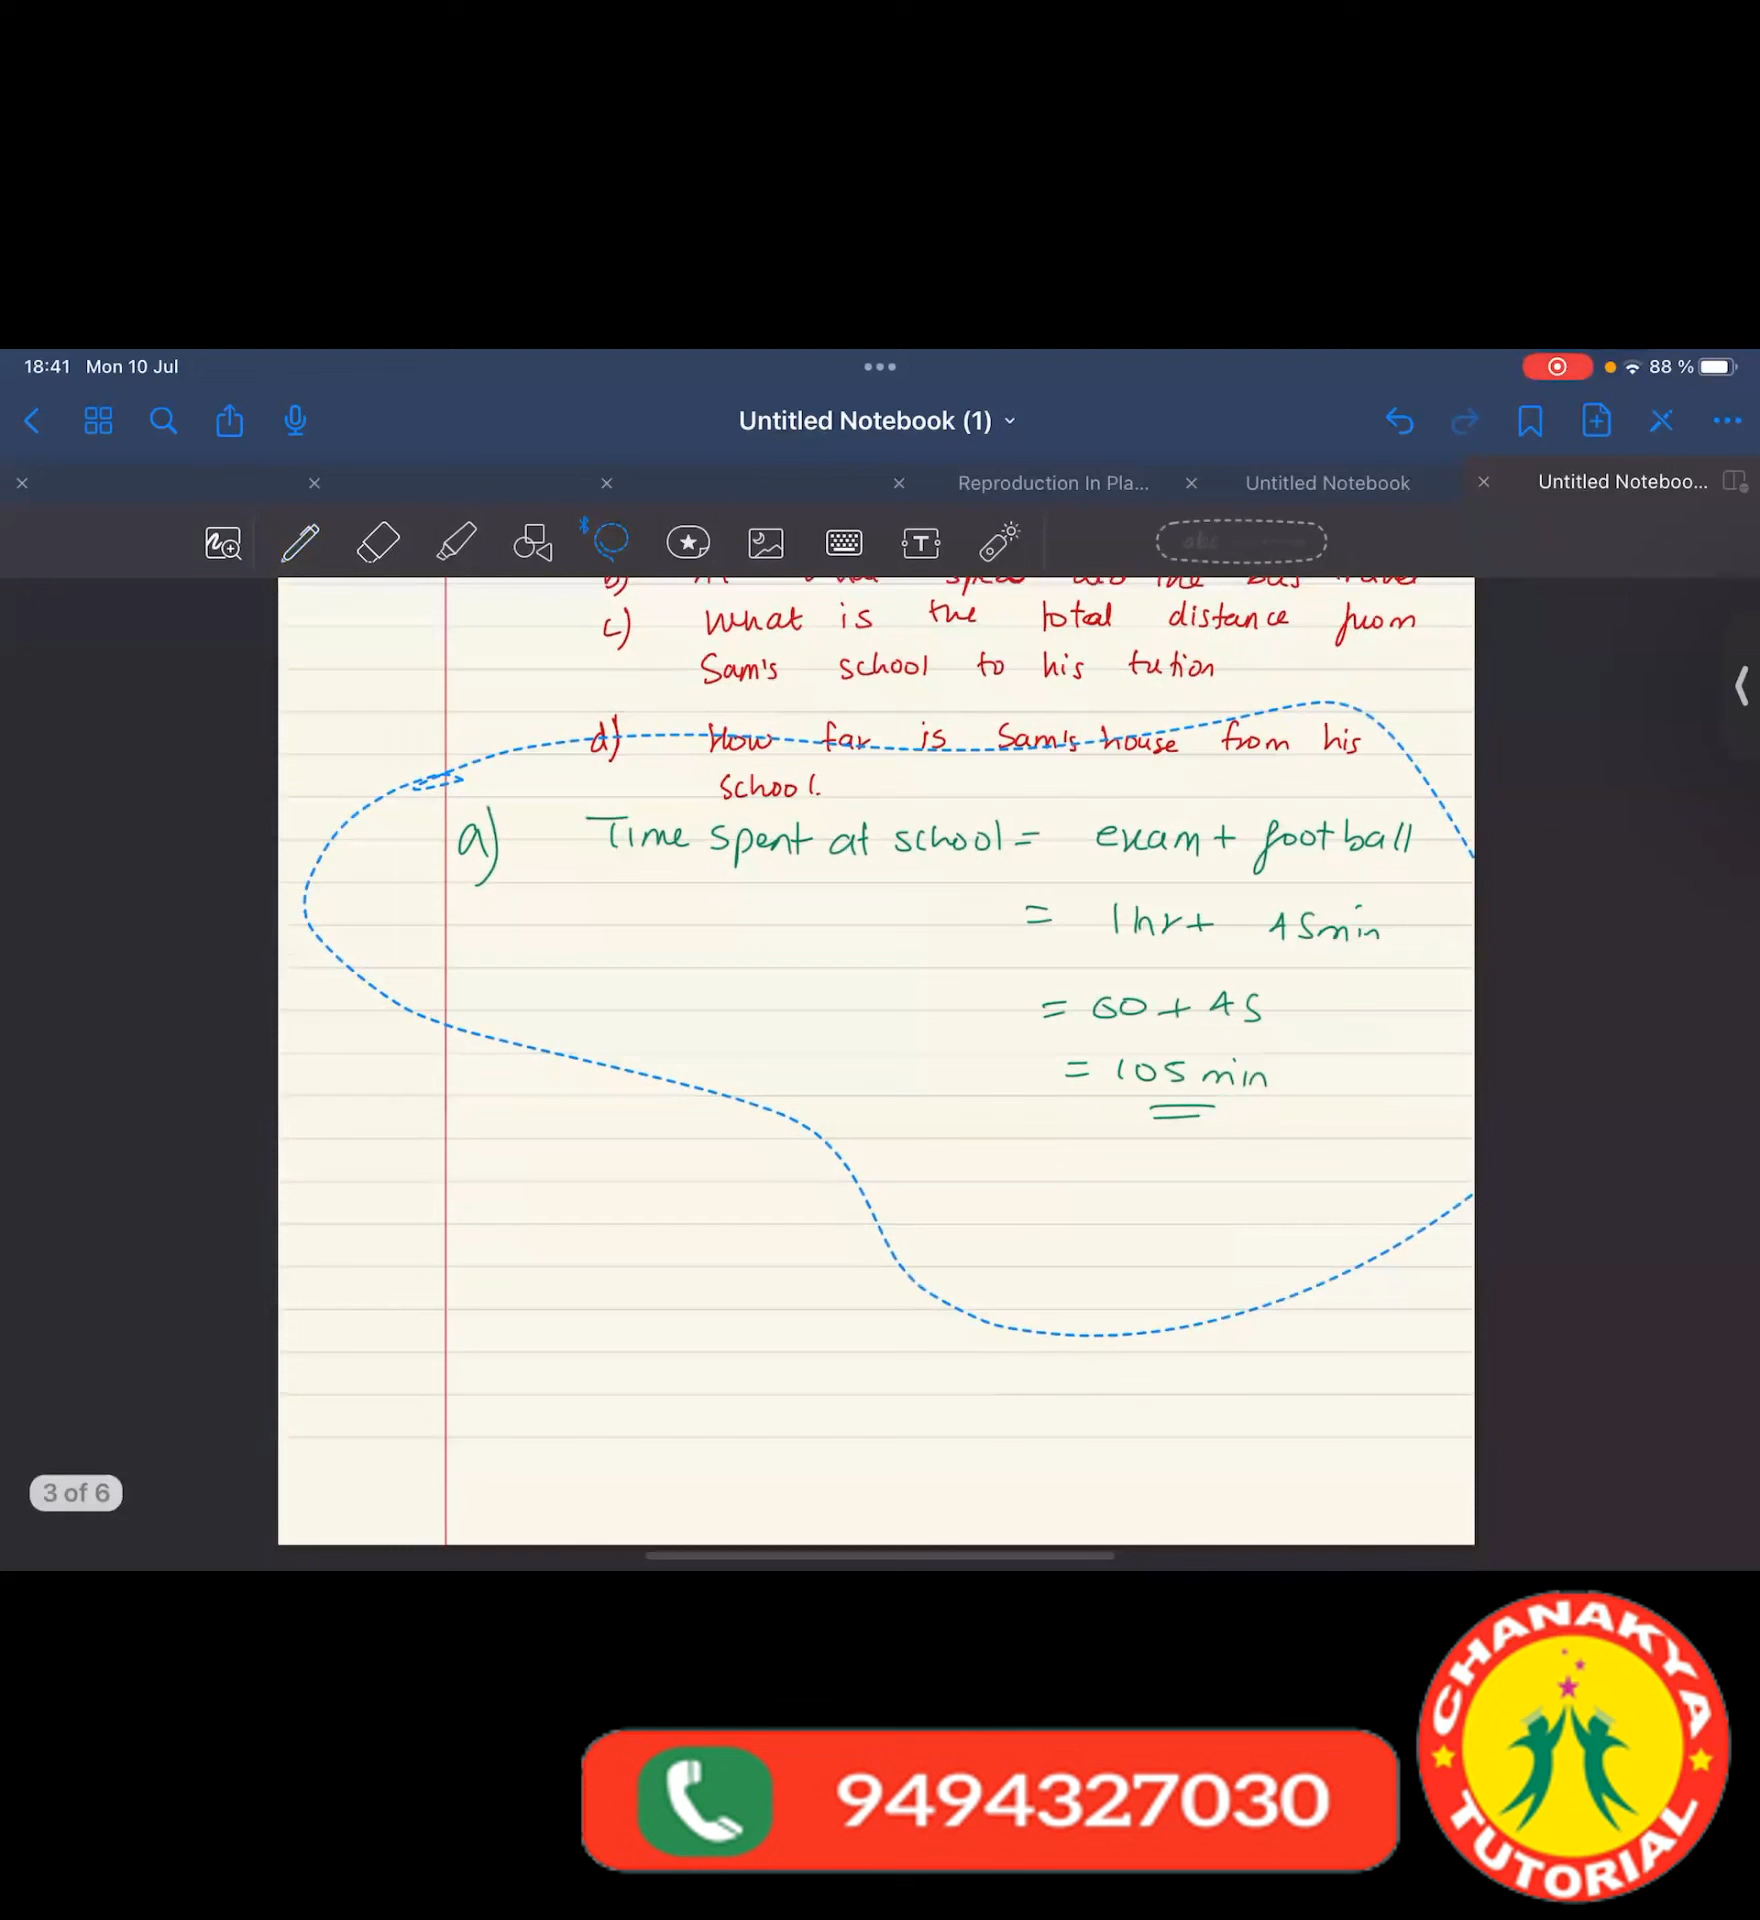 18:41 Mon 10 Jul
88 %
Untitled Notebook (1)
Reproduction In Pla...
Untitled Notebook
Untitled Noteboo...
T
abc
b)
c) What is the total distance from
Sam's school to his tution
d) How far is Sam's house from his
school.
a) Time spent at school = exam + football
= 1hr + 45min
= 60 + 45
= 105 min
3 of 6
9494327030
CHANAKYA
TUTORIAL